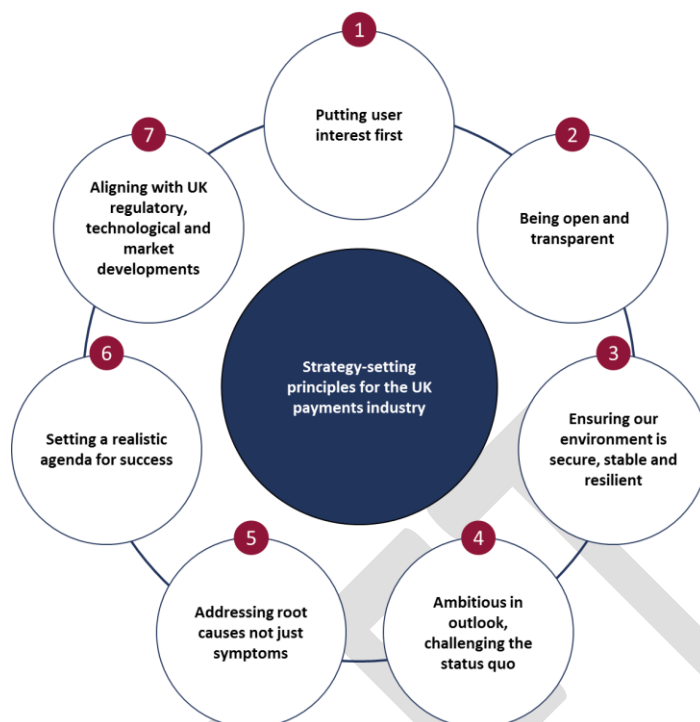 1
Putting user
interest first
2
Being open and
transparent
3
Ensuring our
environment is
secure, stable and
resilient
4
Ambitious in
outlook,
challenging the
status quo
5
Addressing root
causes not just
symptoms
6
Setting a realistic
agenda for success
7
Aligning with UK
regulatory,
technological and
market
developments
Strategy-setting
principles for the UK
payments industry